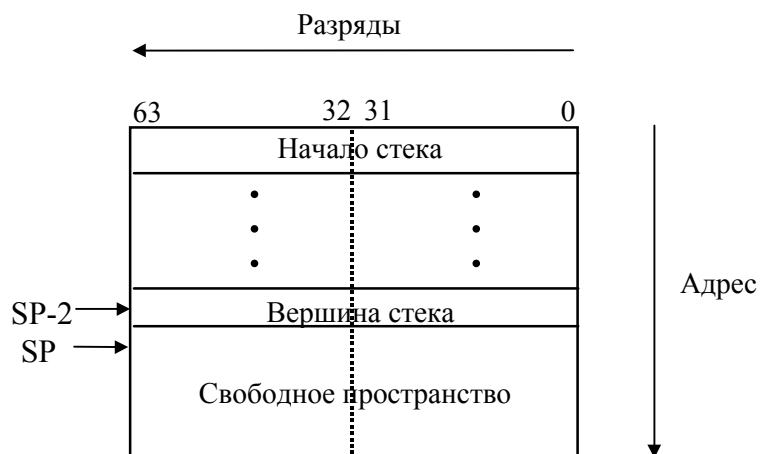 Разряды
63 32 31 0
Начало стека
Адрес
SP-2 Вершина стека
SP
Свободное пространство